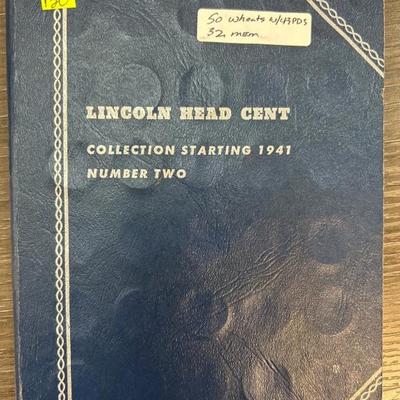 50 wheats w/43PDS
32 mem
LINCOLN HEAD CENT
COLLECTION STARTING 1941
NUMBER TWO